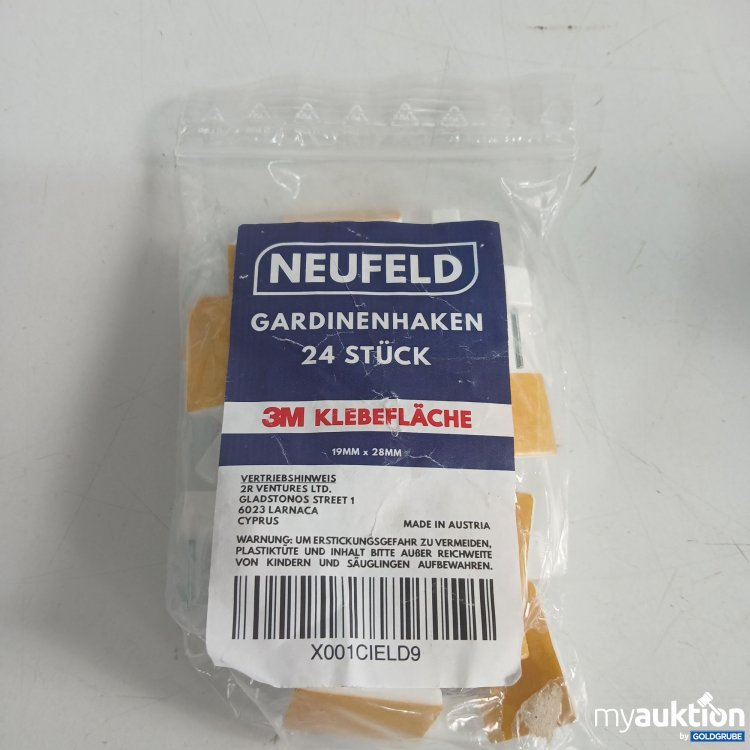 NEUFELD
GARDINENHAKEN
24 STÜCK
3M KLEBEFLÄCHE
19MM x 28MM
VERTRIEBSHINWEIS
2R VENTURES LTD.
GLADSTONOS STREET 1
6023 LARNACA
CYPRUS
MADE IN AUSTRIA
WARNUNG: UM ERSTICKUNGSGEFAHR ZU VERMEIDEN,
PLASTIKTÜTE UND INHALT BITTE AUßER REICHWEITE
VON KINDERN UND SÄUGLINGEN AUFBEWAHREN.
X001CIELD9
myauktion
by GOLDGRUBE